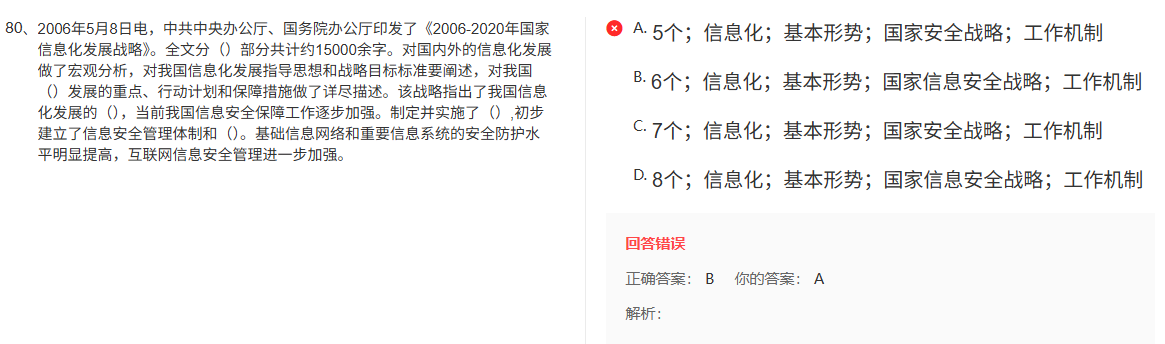 80、2006年5月8日电，中共中央办公厅、国务院办公厅印发了《2006-2020年国家
信息化发展战略》。全文分（）部分共计约15000余字。对国内外的信息化发展
做了宏观分析，对我国信息化发展指导思想和战略目标标准要阐述，对我国
（）发展的重点、行动计划和保障措施做了详尽描述。该战略指出了我国信息
化发展的（），当前我国信息安全保障工作逐步加强。制定并实施了（）,初步
建立了信息安全管理体制和（）。基础信息网络和重要信息系统的安全防护水
平明显提高，互联网信息安全管理进一步加强。
A. 5个；信息化；基本形势；国家安全战略；工作机制
B. 6个；信息化；基本形势；国家信息安全战略；工作机制
C. 7个；信息化；基本形势；国家安全战略；工作机制
D. 8个；信息化；基本形势；国家信息安全战略；工作机制
回答错误
正确答案： B 你的答案： A
解析：